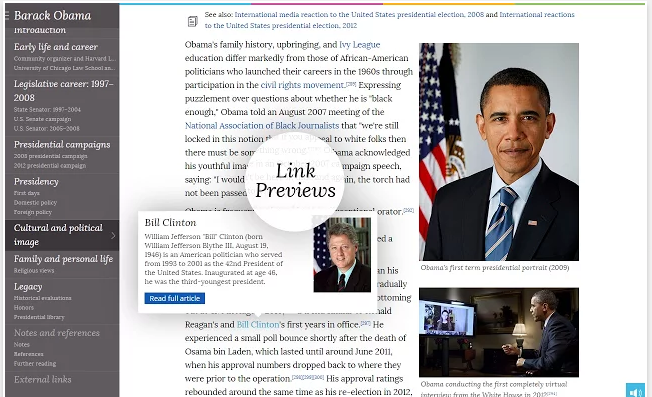 Barack Obama
Introduction
Early life and career
Community organizer and Harvard L...
University of Chicago Law School an...
Legislative career: 1997–
2008
State Senator: 1997–2004
U.S. Senate campaign
U.S. Senator: 2005–2008
Presidential campaigns
2008 presidential campaign
2012 presidential campaign
Presidency
First days
Domestic policy
Foreign policy
Cultural and political
image
Family and personal life
Religious views
Legacy
Historical evaluations
Honors
Presidential library
Notes and references
Notes
References
Further reading
External links
See also: International media reaction to the United States presidential election, 2008 and International reactions
to the United States presidential election, 2012
Obama's family history, upbringing, and Ivy League
education differ markedly from those of African-American
politicians who launched their careers in the 1960s through
participation in the civil rights movement.[289] Expressing
puzzlement over questions about whether he is "black
enough," Obama told an August 2007 meeting of the
National Association of Black Journalists that "we're still
locked in this notion
to white folks then
there must be
Obama acknowledged
his youthful
campaign speech,
saying: "I
the torch had
not been passed
Link
Previews
orator.[292]
Bill Clinton
William Jefferson "Bill" Clinton (born
William Jefferson Blythe III, August 19,
1946) is an American politician who served
from 1993 to 2001 as the 42nd President of
the United States. Inaugurated at age 46,
he was the third-youngest president.
Read full article
Reagan's and Bill Clinton's first years in office.[297] He
experienced a small poll bounce shortly after the death of
Osama bin Laden, which lasted until around June 2011,
when his approval numbers dropped back to where they
were prior to the operation.[298][299][300] His approval ratings
rebounded around the same time as his re-election in 2012,
Obama's first term presidential portrait (2009)
Obama conducting the first completely virtual
interview from the White House in 2012[294]